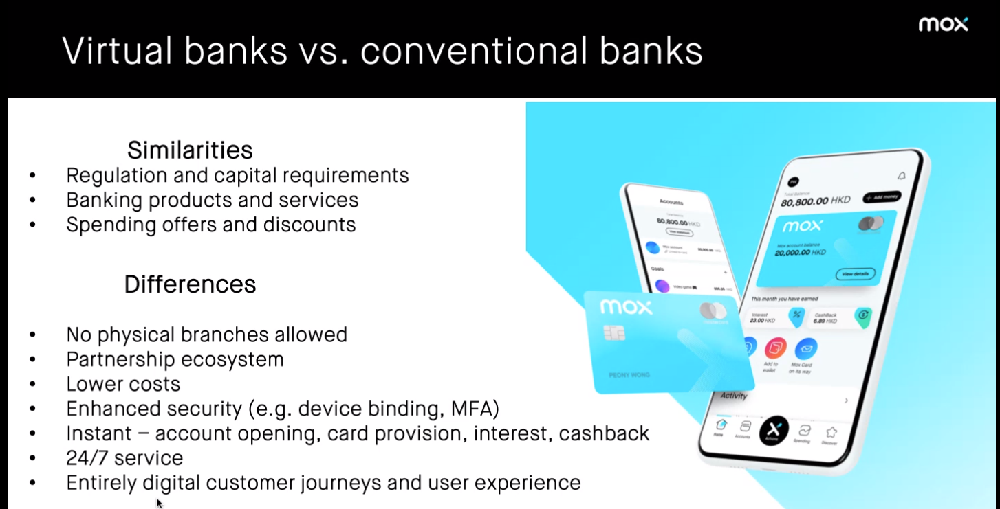 mox
Virtual banks vs. conventional banks
Similarities
• Regulation and capital requirements
• Banking products and services
• Spending offers and discounts
Differences
• No physical branches allowed
• Partnership ecosystem
• Lower costs
• Enhanced security (e.g. device binding, MFA)
• Instant – account opening, card provision, interest, cashback
• 24/7 service
• Entirely digital customer journeys and user experience
Accounts
Total balance
80,800.00 HKD
View statement
Mox account
Goals
+
Video game
mox
PEONY WONG
Total Balance
80,800.00 HKD
+ Add money
mox
Mox account balance
20,000.00 HKD
View details
This month you have earned
Interest
23.00 HKD
%
CashBack
6.89 HKD
Add to
wallet
Mox Card
on its way
Activity
Home
Accounts
Actions
Spending
Discover